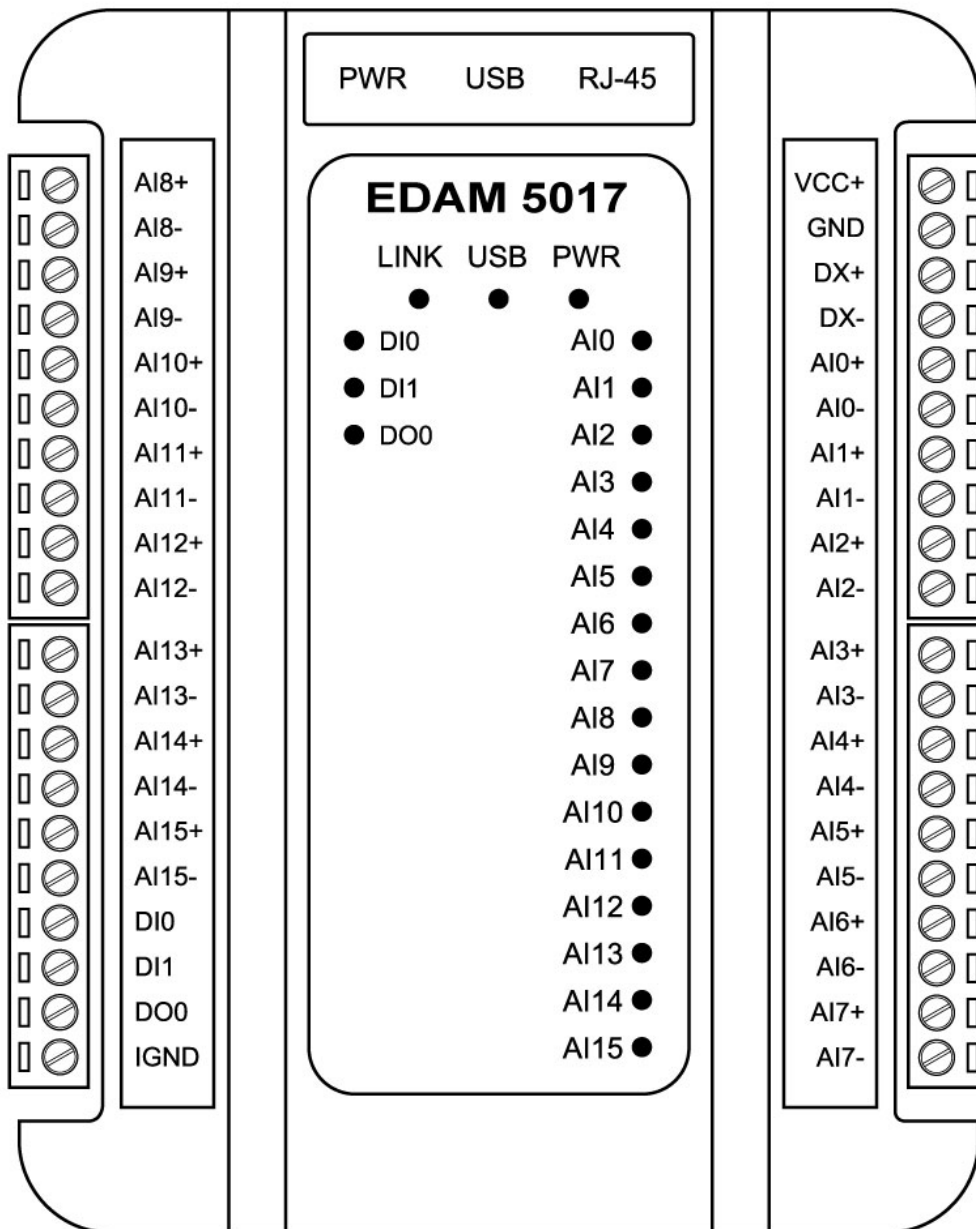 PWR USB RJ-45
EDAM 5017
LINK USB PWR
DI0 AI0
DI1 AI1
DO0 AI2
AI3
AI4
AI5
AI6
AI7
AI8
AI9
AI10
AI11
AI12
AI13
AI14
AI15
AI8+
AI8-
AI9+
AI9-
AI10+
AI10-
AI11+
AI11-
AI12+
AI12-
AI13+
AI13-
AI14+
AI14-
AI15+
AI15-
DI0
DI1
DO0
IGND
VCC+
GND
DX+
DX-
AI0+
AI0-
AI1+
AI1-
AI2+
AI2-
AI3+
AI3-
AI4+
AI4-
AI5+
AI5-
AI6+
AI6-
AI7+
AI7-